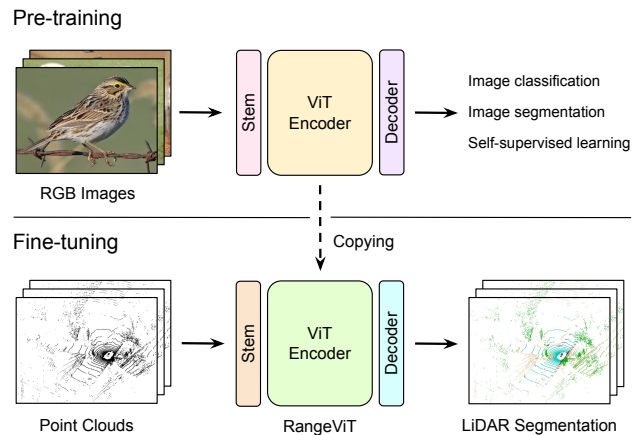 Pre-training
Stem
ViT
Encoder
Decoder
Image classification
Image segmentation
Self-supervised learning
RGB Images
Copying
Fine-tuning
Stem
ViT
Encoder
Decoder
Point Clouds
RangeViT
LiDAR Segmentation